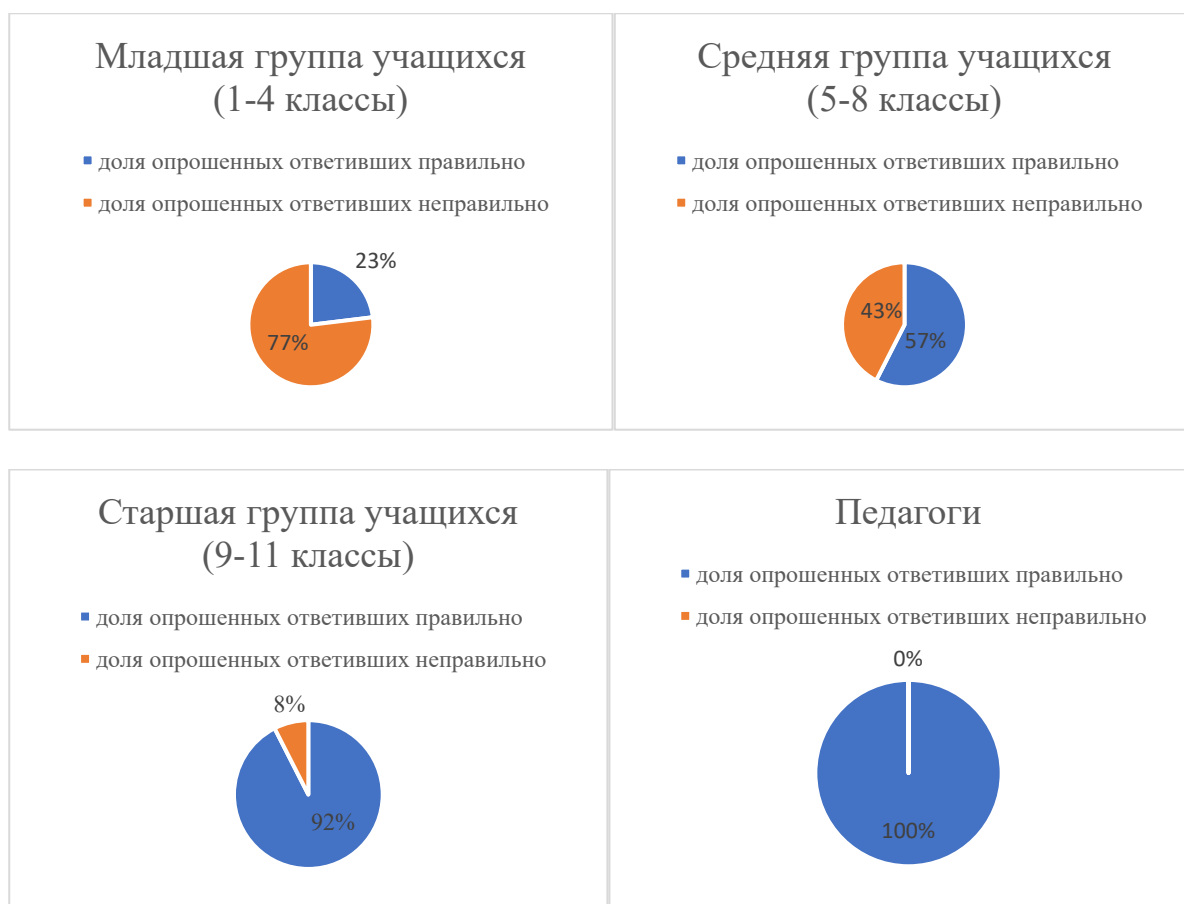 Младшая группа учащихся
(1-4 классы)
доля опрошенных ответивших правильно
доля опрошенных ответивших неправильно
23%
77%
Средняя группа учащихся
(5-8 классы)
доля опрошенных ответивших правильно
доля опрошенных ответивших неправильно
43%
57%
Старшая группа учащихся
(9-11 классы)
доля опрошенных ответивших правильно
доля опрошенных ответивших неправильно
8%
92%
Педагоги
доля опрошенных ответивших правильно
доля опрошенных ответивших неправильно
0%
100%